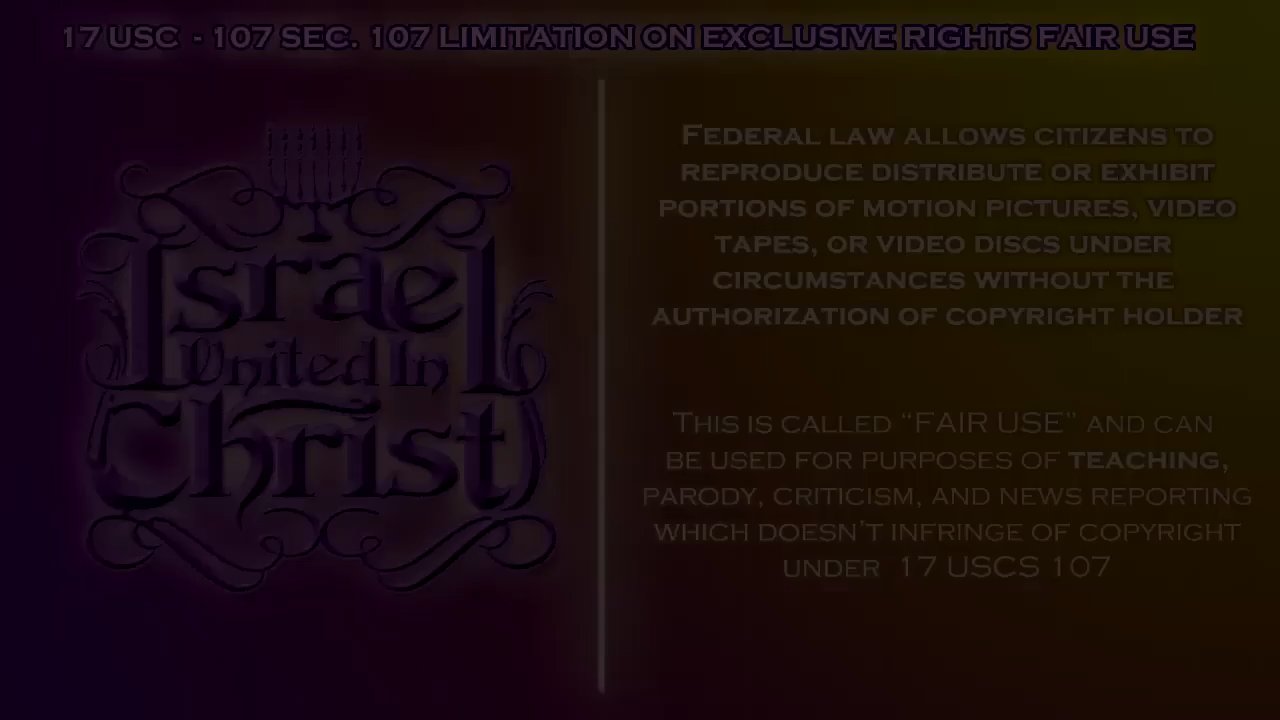 17 USC - 107 SEC. 107 LIMITATION ON EXCLUSIVE RIGHTS FAIR USE
Israel
United In
Christ
FEDERAL LAW ALLOWS CITIZENS TO
REPRODUCE DISTRIBUTE OR EXHIBIT
PORTIONS OF MOTION PICTURES, VIDEO
TAPES, OR VIDEO DISCS UNDER
CIRCUMSTANCES WITHOUT THE
AUTHORIZATION OF COPYRIGHT HOLDER
THIS IS CALLED “FAIR USE” AND CAN
BE USED FOR PURPOSES OF TEACHING,
PARODY, CRITICISM, AND NEWS REPORTING
WHICH DOESN'T INFRINGE OF COPYRIGHT
UNDER 17 USCS 107